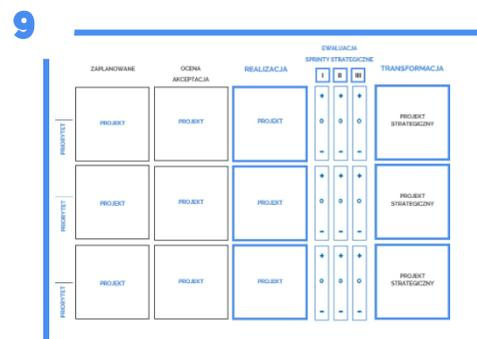 9
EWALUACJA
SPRINTY STRATEGICZNE
ZAPLANOWANE
OCENA
AKCEPTACJA
REALIZACJA
I II III
TRANSFORMACJA
PRIORYTET
PROJEKT
PROJEKT
PROJEKT
+ + +
o o o
- - -
PROJEKT
STRATEGICZNY
PRIORYTET
PROJEKT
PROJEKT
PROJEKT
+ + +
o o o
- - -
PROJEKT
STRATEGICZNY
PRIORYTET
PROJEKT
PROJEKT
PROJEKT
+ + +
o o o
- - -
PROJEKT
STRATEGICZNY